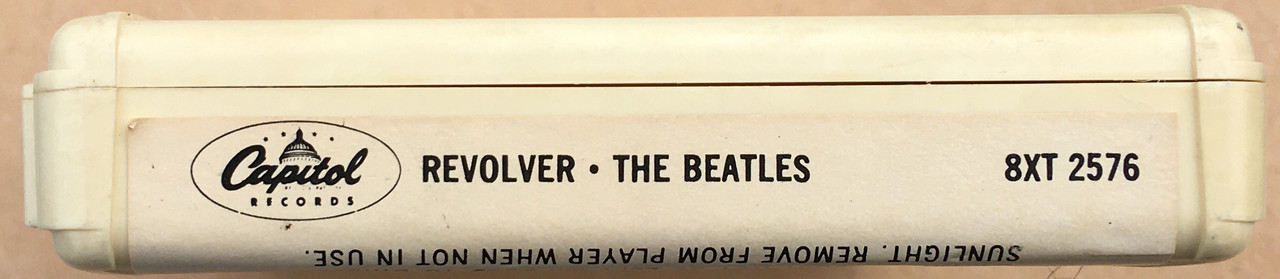 Capitol
RECORDS
REVOLVER • THE BEATLES 8XT 2576
SUNLIGHT. REMOVE FROM PLAYER WHEN NOT IN USE.